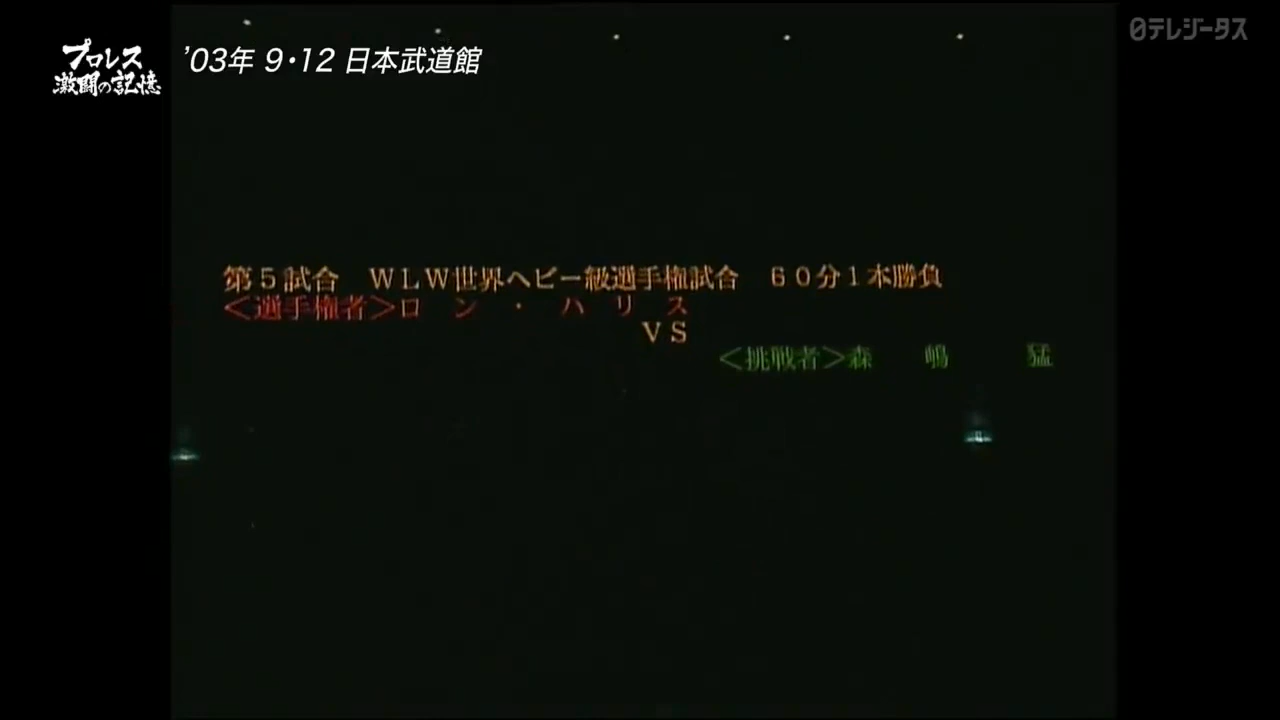 プロレス
激闘の記憶
'03年 9・12 日本武道館
日テレジータス
第5試合 WLW世界ヘビー級選手権試合 60分1本勝負
<選手権者>ロン・ハリス
VS
<挑戦者>森嶋 猛